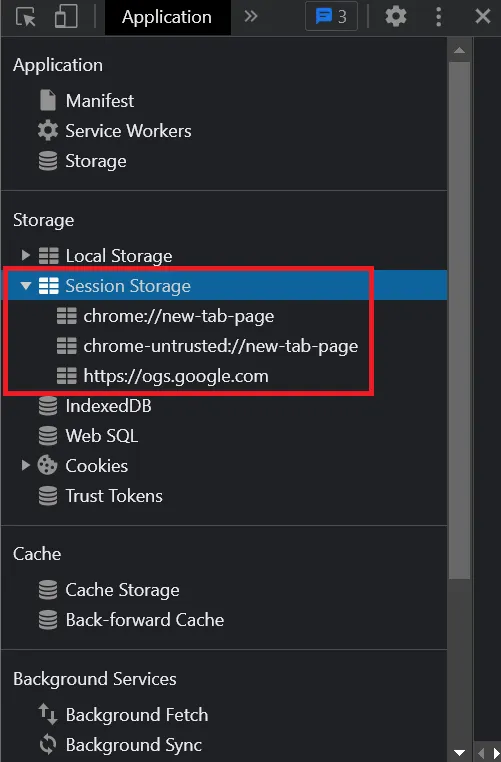 Application
3
Application
Manifest
Service Workers
Storage
Storage
Local Storage
Session Storage
chrome://new-tab-page
chrome-untrusted://new-tab-page
https://ogs.google.com
IndexedDB
Web SQL
Cookies
Trust Tokens
Cache
Cache Storage
Back-forward Cache
Background Services
Background Fetch
Background Sync